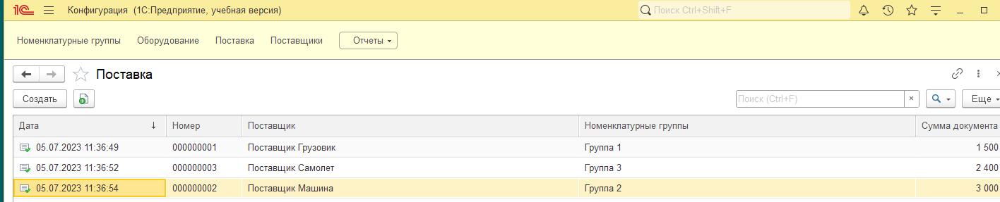 1С Конфигурация (1С:Предприятие, учебная версия) Поиск Ctrl+Shift+F
Номенклатурные группы Оборудование Поставка Поставщики Отчеты
Поставка
Создать Поиск (Ctrl+F) × Еще
Дата ↓ Номер Поставщик Номенклатурные группы Сумма документа
05.07.2023 11:36:49 000000001 Поставщик Грузовик Группа 1 1 500
05.07.2023 11:36:52 000000003 Поставщик Самолет Группа 3 2 400
05.07.2023 11:36:54 000000002 Поставщик Машина Группа 2 3 000